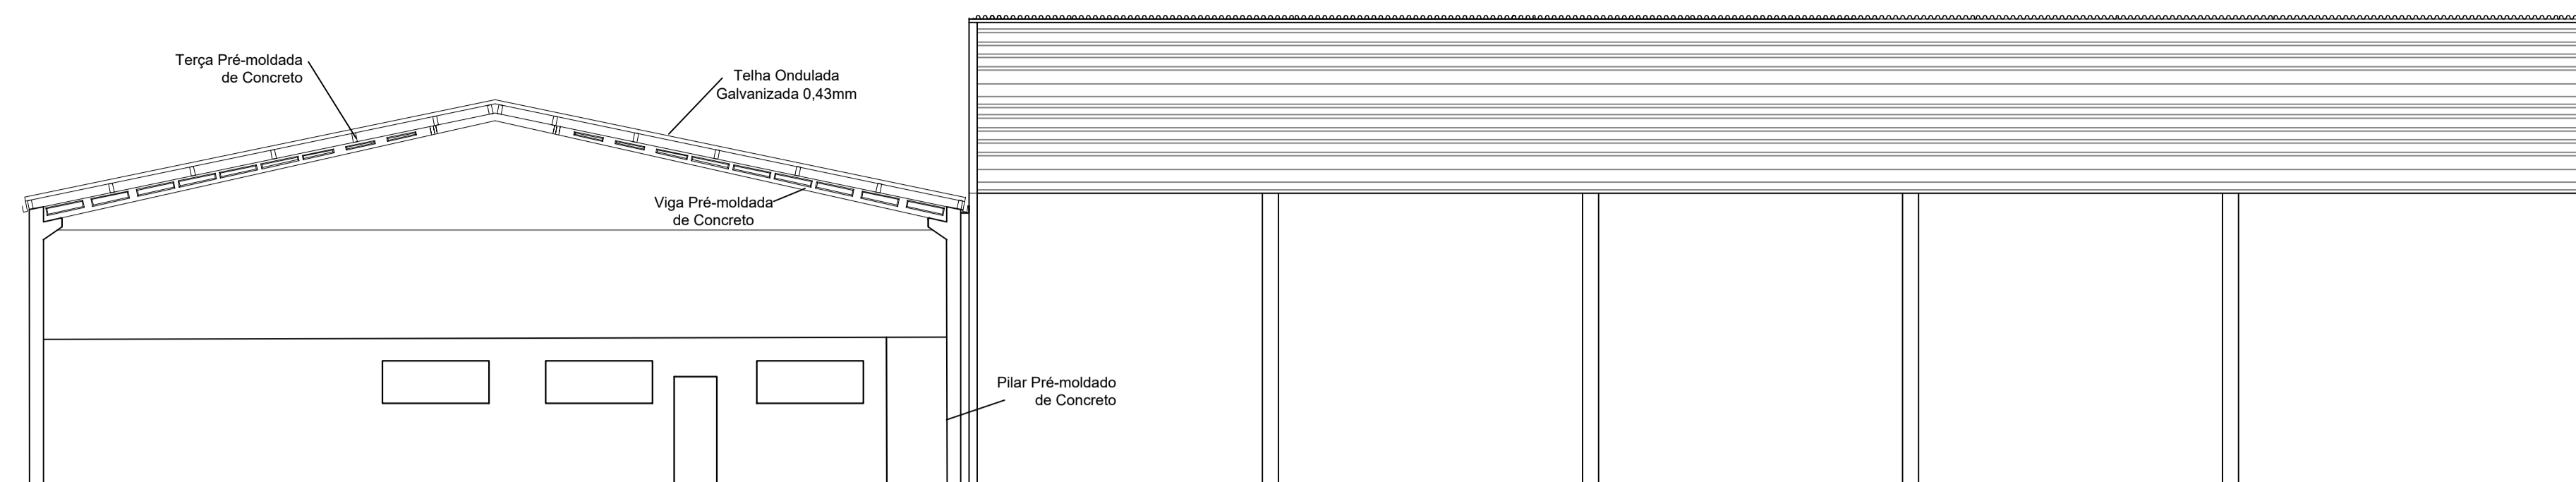 Terça Pré-moldada
de Concreto
Telha Ondulada
Galvanizada 0,43mm
Viga Pré-moldada
de Concreto
Pilar Pré-moldado
de Concreto